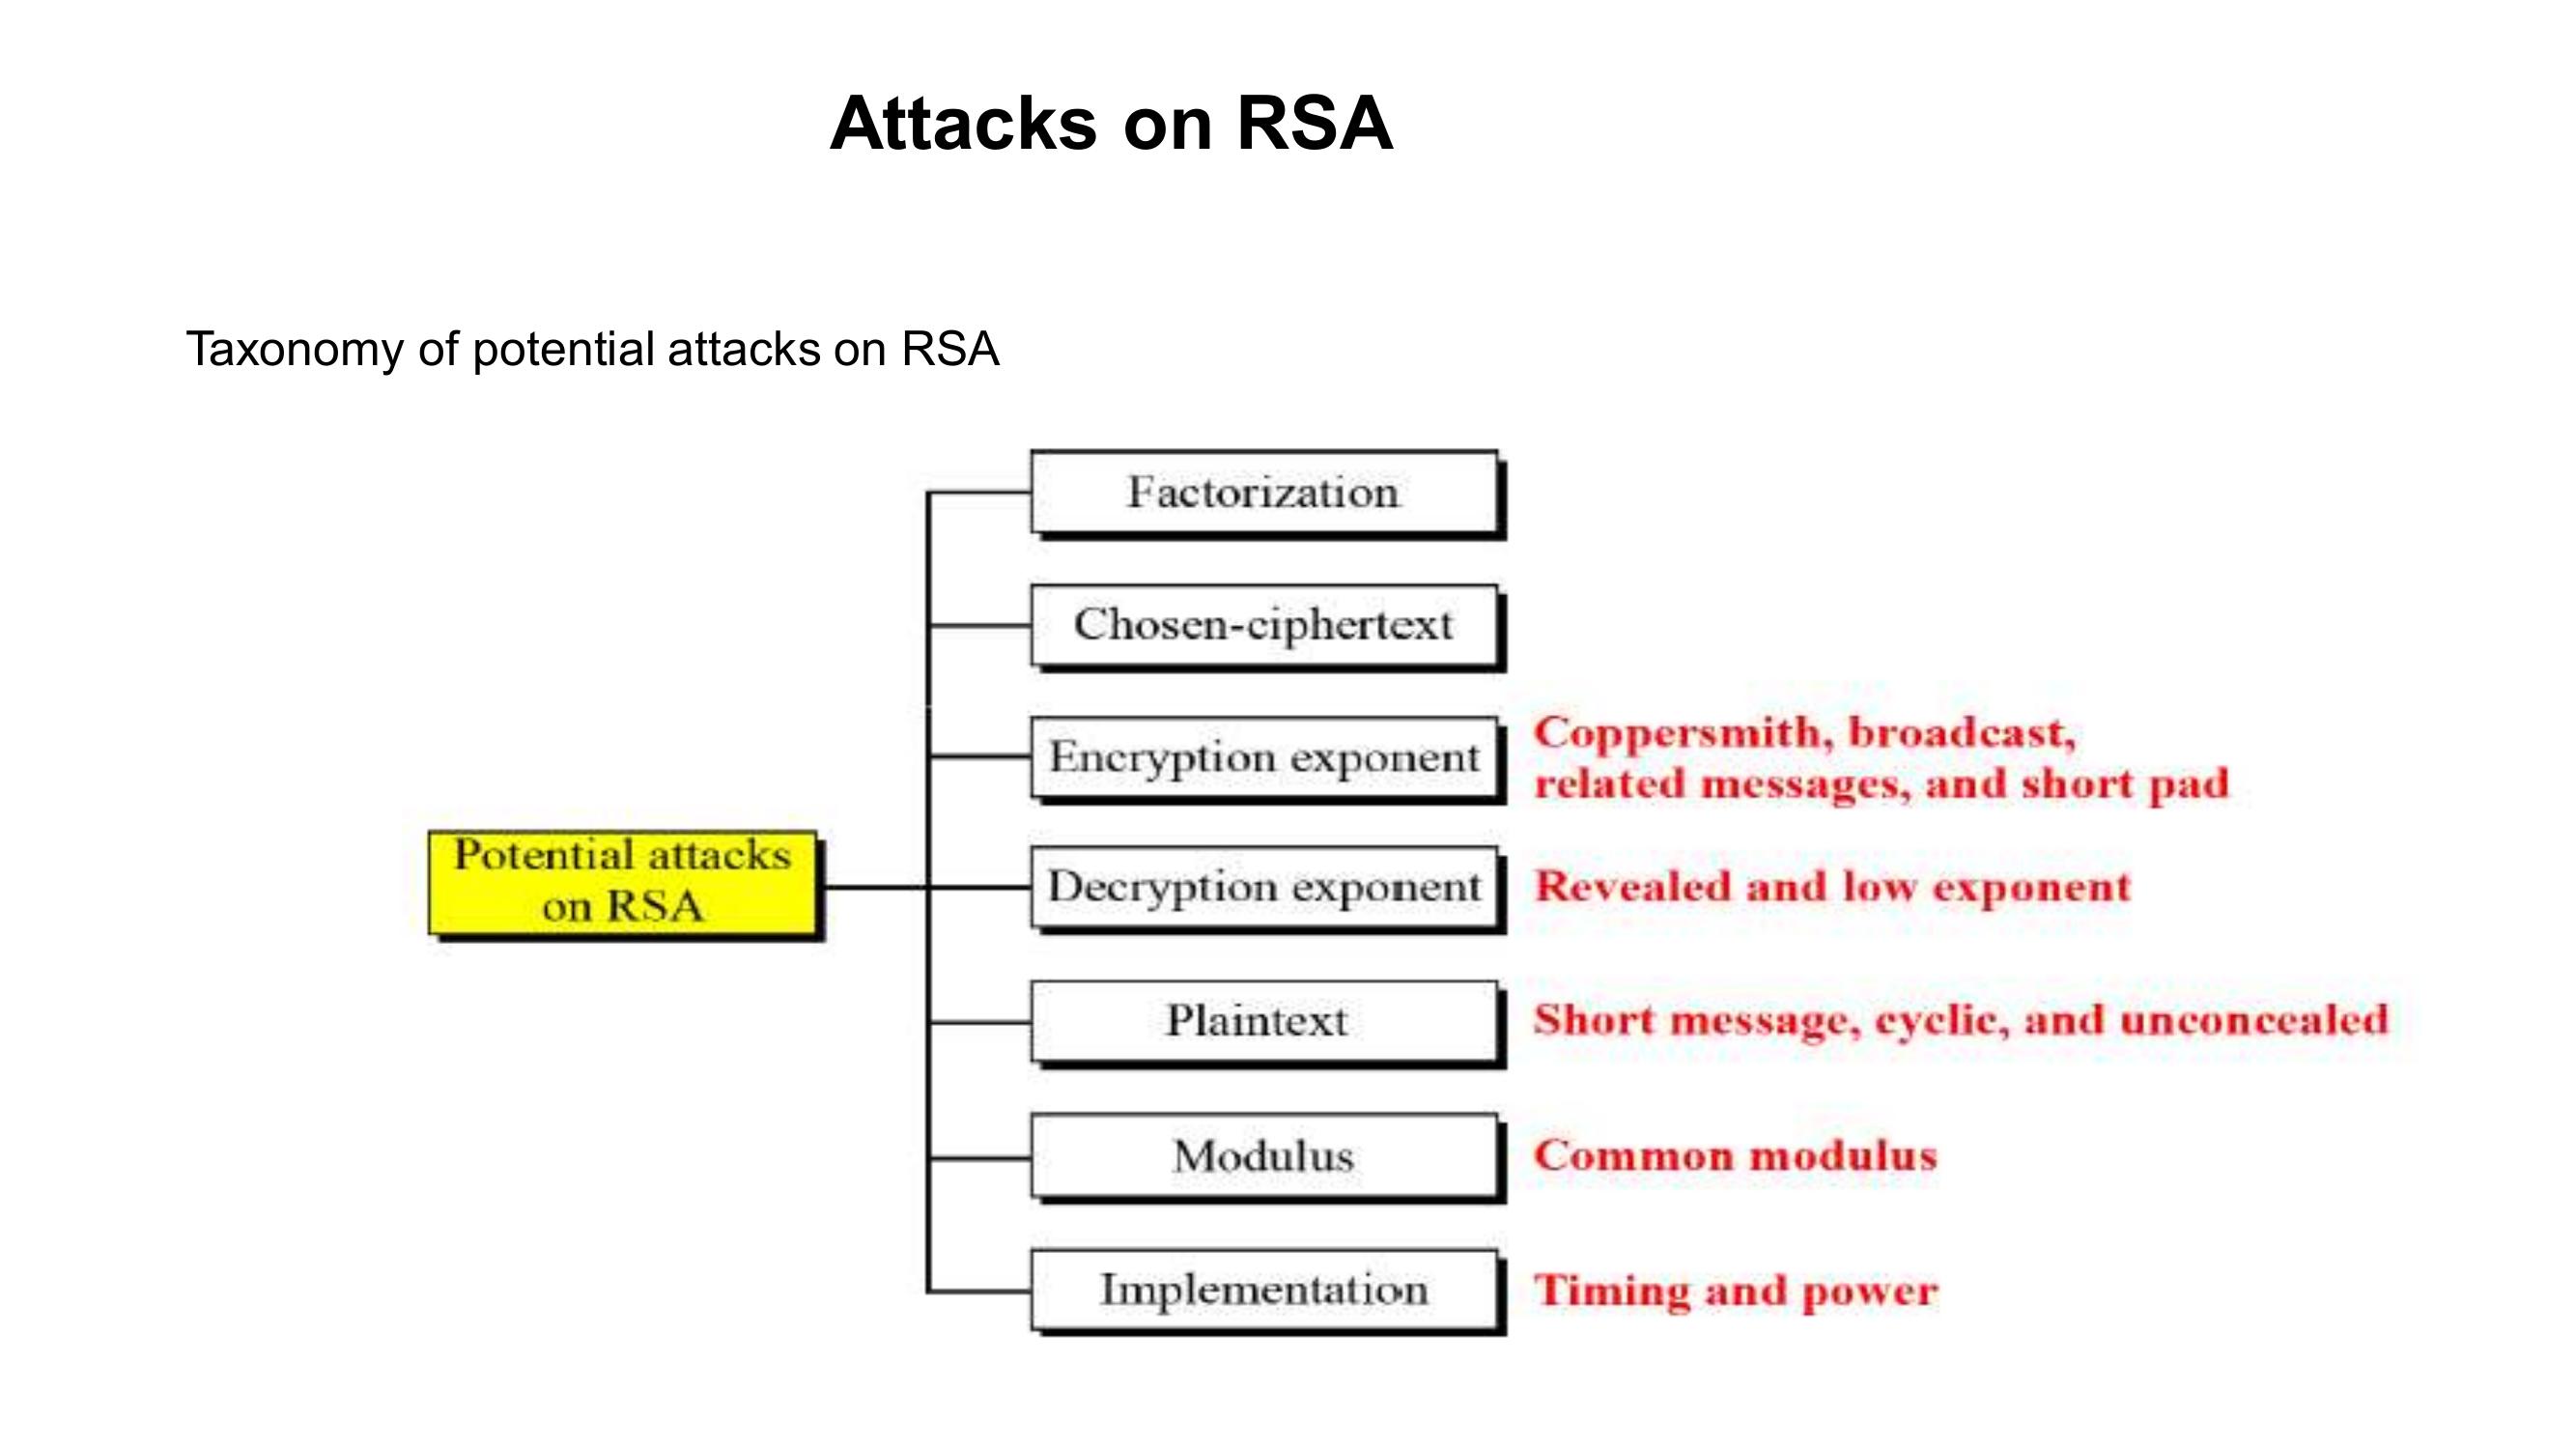 Attacks on RSA
Taxonomy of potential attacks on RSA
Potential attacks
on RSA
Factorization
Chosen-ciphertext
Encryption exponent
Coppersmith, broadcast,
related messages, and short pad
Decryption exponent
Revealed and low exponent
Plaintext
Short message, cyclic, and unconcealed
Modulus
Common modulus
Implementation
Timing and power